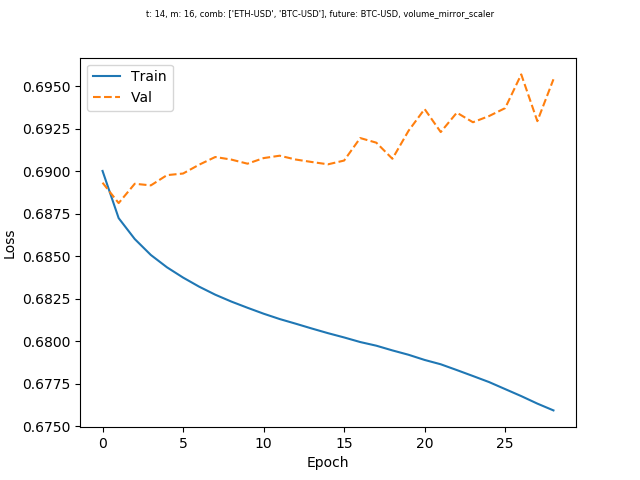 t: 14, m: 16, comb: ['ETH-USD', 'BTC-USD'], future: BTC-USD, volume_mirror_scaler
Train
Val
0.6950
0.6925
0.6900
0.6875
0.6850
0.6825
0.6800
0.6775
0.6750
Loss
0 5 10 15 20 25
Epoch